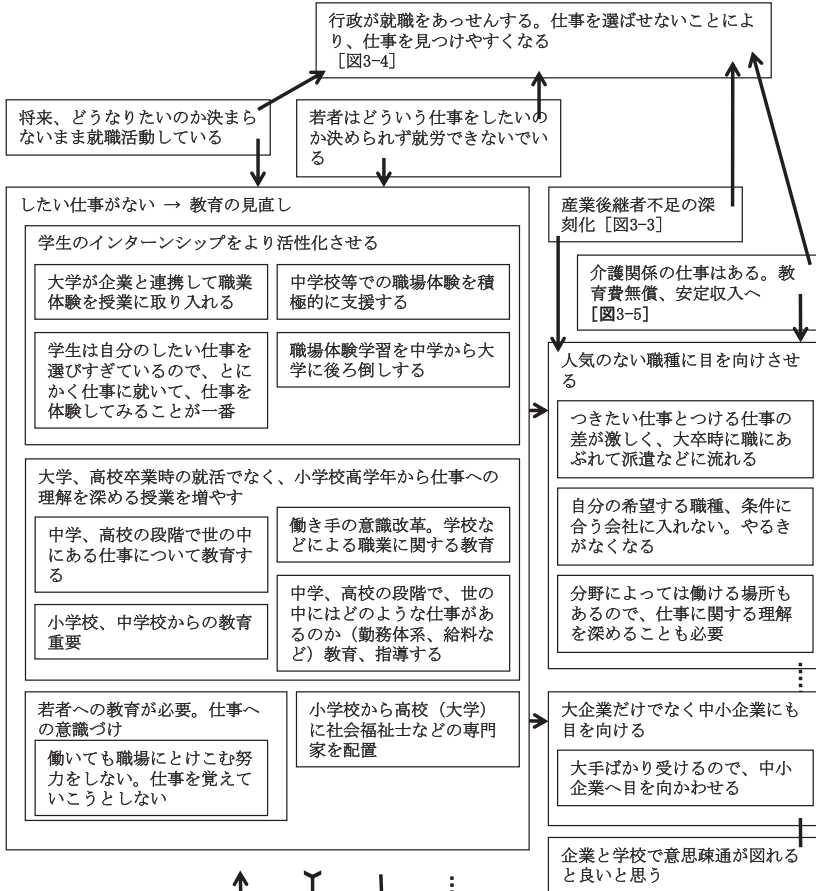 行政が就職をあっせんする。仕事を選ばせないことによ
り、仕事を見つけやすくなる
［図3-4］
将来、どうなりたいのか決まら
ないまま就職活動している
若者はどういう仕事をしたいの
か決められず就労できないでい
る
したい仕事がない → 教育の見直し
学生のインターンシップをより活性化させる
大学が企業と連携して職業
体験を授業に取り入れる
中学校等での職場体験を積
極的に支援する
学生は自分のしたい仕事を
選びすぎているので、とに
かく仕事に就いて、仕事を
体験してみることが一番
職場体験学習を中学から大
学に後ろ倒しする
大学、高校卒業時の就活でなく、小学校高学年から仕事への
理解を深める授業を増やす
中学、高校の段階で世の中
にある仕事について教育す
る
働き手の意識改革。学校な
どによる職業に関する教育
小学校、中学校からの教育
重要
中学、高校の段階で、世の
中にはどのような仕事があ
るのか（勤務体系、給料な
ど）教育、指導する
若者への教育が必要。仕事へ
の意識づけ
働いても職場にとけこむ努
力をしない。仕事を覚えて
いこうとしない
小学校から高校（大学）
に社会福祉士などの専門
家を配置
産業後継者不足の深
刻化［図3-3］
介護関係の仕事はある。教
育費無償、安定収入へ
［図3-5］
人気のない職種に目を向けさせ
る
つきたい仕事とつける仕事の
差が激しく、大卒時に職にあ
ぶれて派遣などに流れる
自分の希望する職種、条件に
合う会社に入れない。やるき
がなくなる
分野によっては働ける場所も
あるので、仕事に関する理解
を深めることも必要
大企業だけでなく中小企業にも
目を向ける
大手ばかり受けるので、中小
企業へ目を向かわせる
企業と学校で意思疎通が図れる
と良いと思う